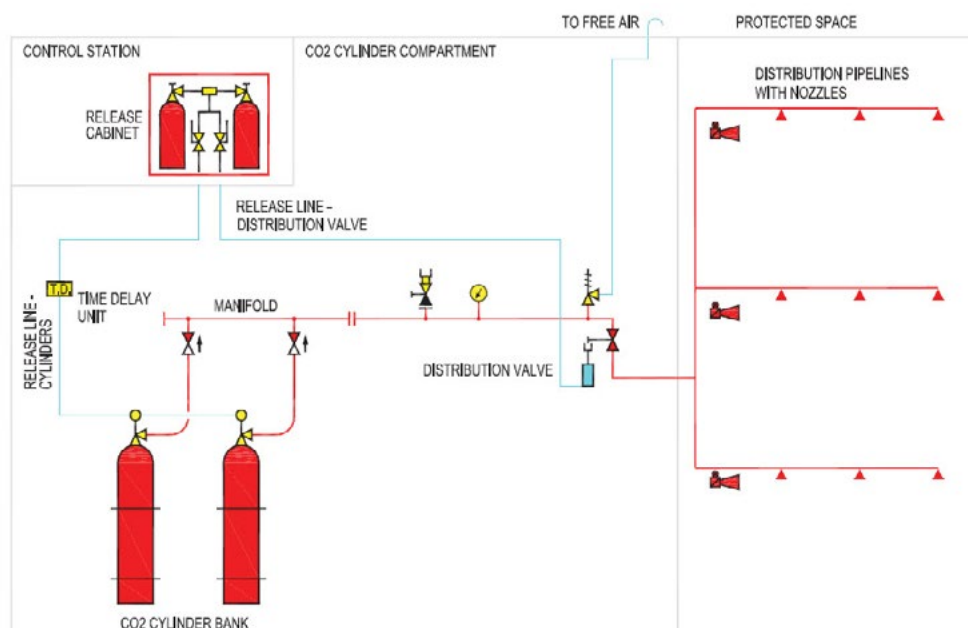 TO FREE AIR
PROTECTED SPACE
CONTROL STATION
CO2 CYLINDER COMPARTMENT
DISTRIBUTION PIPELINES
WITH NOZZLES
RELEASE
CABINET
RELEASE LINE –
DISTRIBUTION VALVE
T.D.
TIME DELAY
UNIT
MANIFOLD
RELEASE LINE -
CYLINDERS
DISTRIBUTION VALVE
CO2 CYLINDER BANK